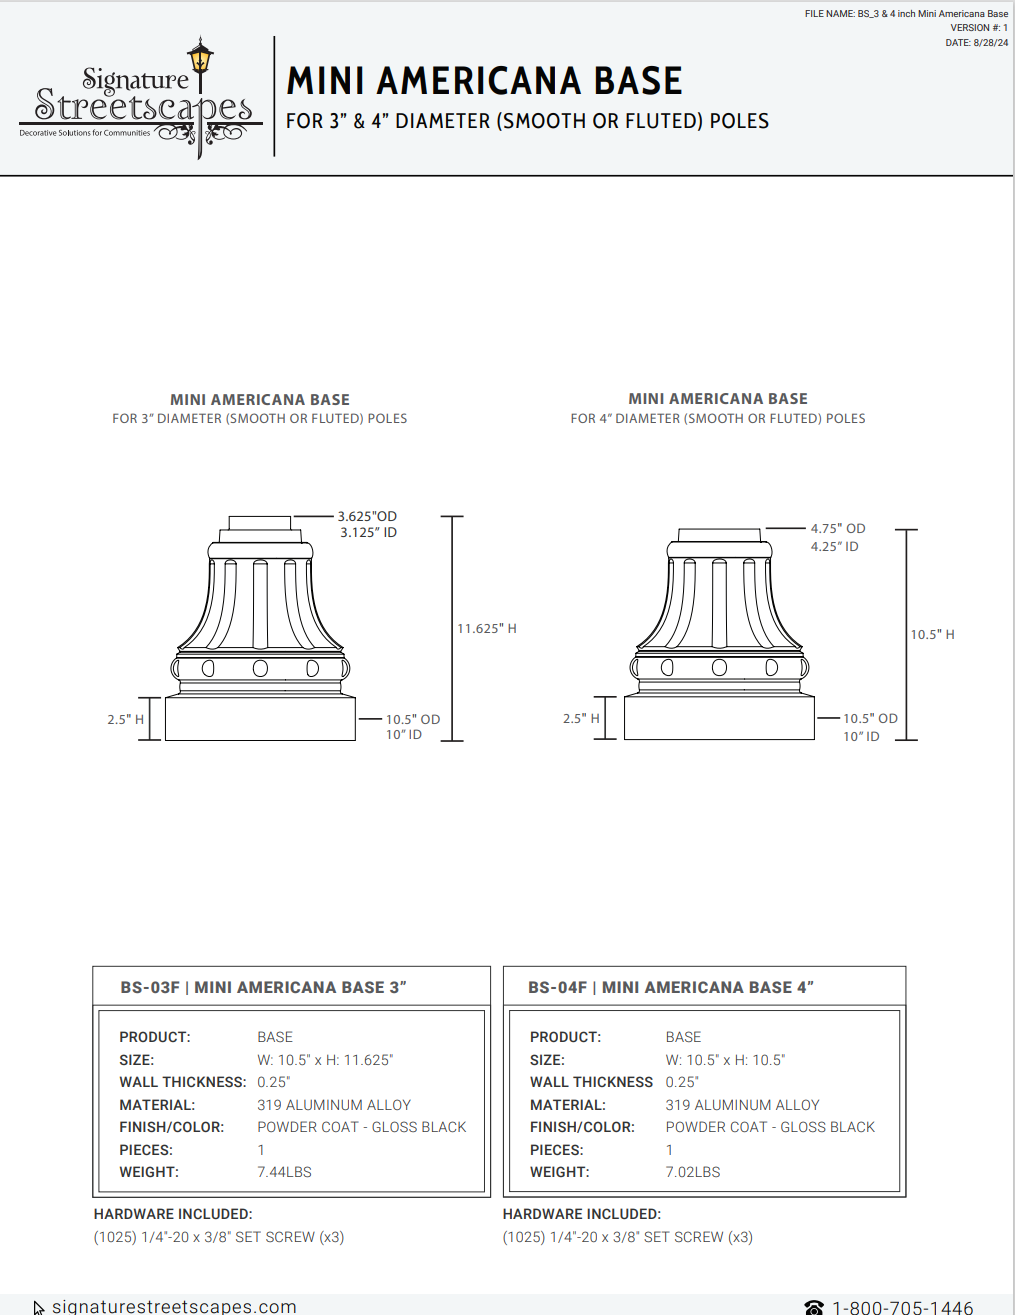 FILE NAME: BS_3 & 4 inch Mini Americana Base
VERSION #: 1
DATE: 8/28/24
Signature
Streetscapes
Decorative Solutions for Communities
MINI AMERICANA BASE
FOR 3” & 4” DIAMETER (SMOOTH OR FLUTED) POLES
MINI AMERICANA BASE
FOR 3” DIAMETER (SMOOTH OR FLUTED) POLES
3.625"OD
3.125” ID
11.625" H
2.5" H
10.5" OD
10” ID
MINI AMERICANA BASE
FOR 4” DIAMETER (SMOOTH OR FLUTED) POLES
4.75" OD
4.25” ID
10.5" H
2.5" H
10.5" OD
10” ID
BS-03F | MINI AMERICANA BASE 3”
PRODUCT: BASE
SIZE: W: 10.5" x H: 11.625"
WALL THICKNESS: 0.25"
MATERIAL: 319 ALUMINUM ALLOY
FINISH/COLOR: POWDER COAT - GLOSS BLACK
PIECES: 1
WEIGHT: 7.44LBS
HARDWARE INCLUDED:
(1025) 1/4"-20 x 3/8" SET SCREW (x3)
BS-04F | MINI AMERICANA BASE 4”
PRODUCT: BASE
SIZE: W: 10.5" x H: 10.5"
WALL THICKNESS 0.25"
MATERIAL: 319 ALUMINUM ALLOY
FINISH/COLOR: POWDER COAT - GLOSS BLACK
PIECES: 1
WEIGHT: 7.02LBS
HARDWARE INCLUDED:
(1025) 1/4"-20 x 3/8" SET SCREW (x3)
signaturestreetscapes.com
1-800-705-1446